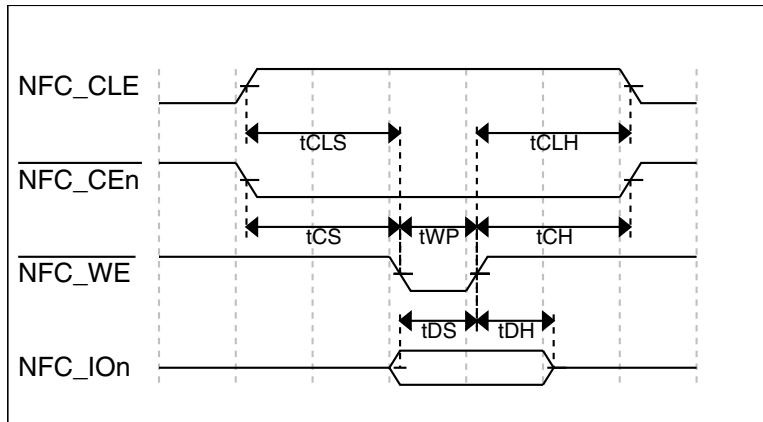 NFC_CLE
tCLS tCLH
NFC_CEn
tCS tWP tCH
NFC_WE
tDS tDH
NFC_IOn